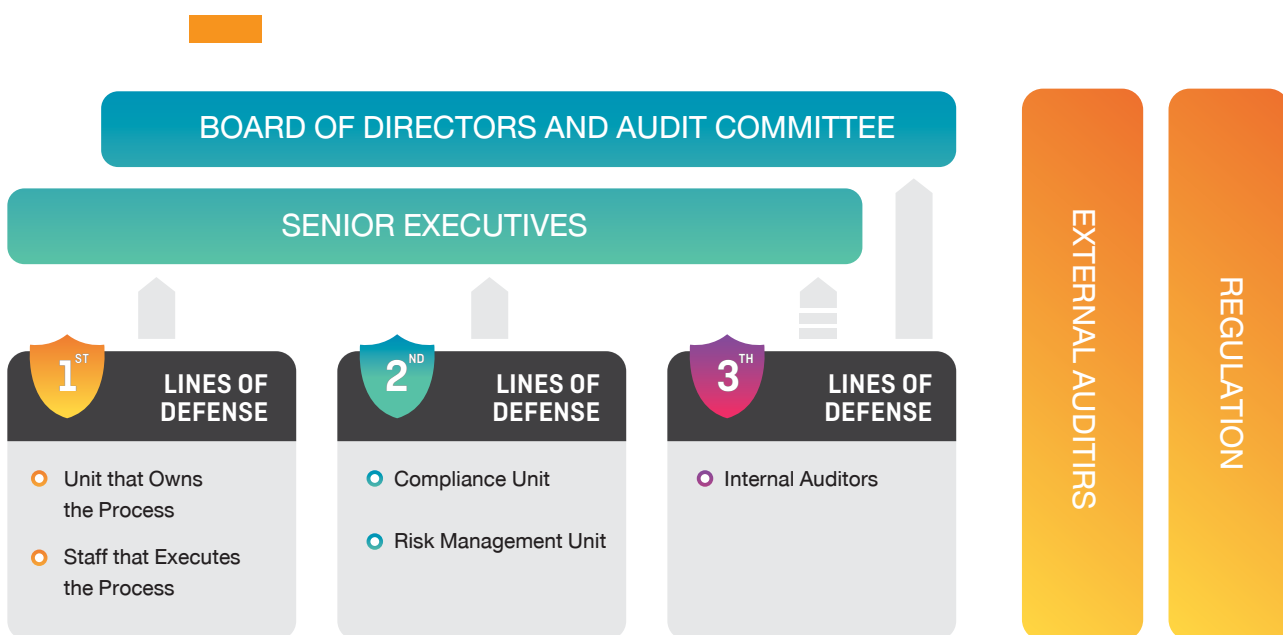 BOARD OF DIRECTORS AND AUDIT COMMITTEE
SENIOR EXECUTIVES
1ST
LINES OF
DEFENSE
Unit that Owns
the Process
Staff that Executes
the Process
2ND
LINES OF
DEFENSE
Compliance Unit
Risk Management Unit
3TH
LINES OF
DEFENSE
Internal Auditors
EXTERNAL AUDITIRS
REGULATION